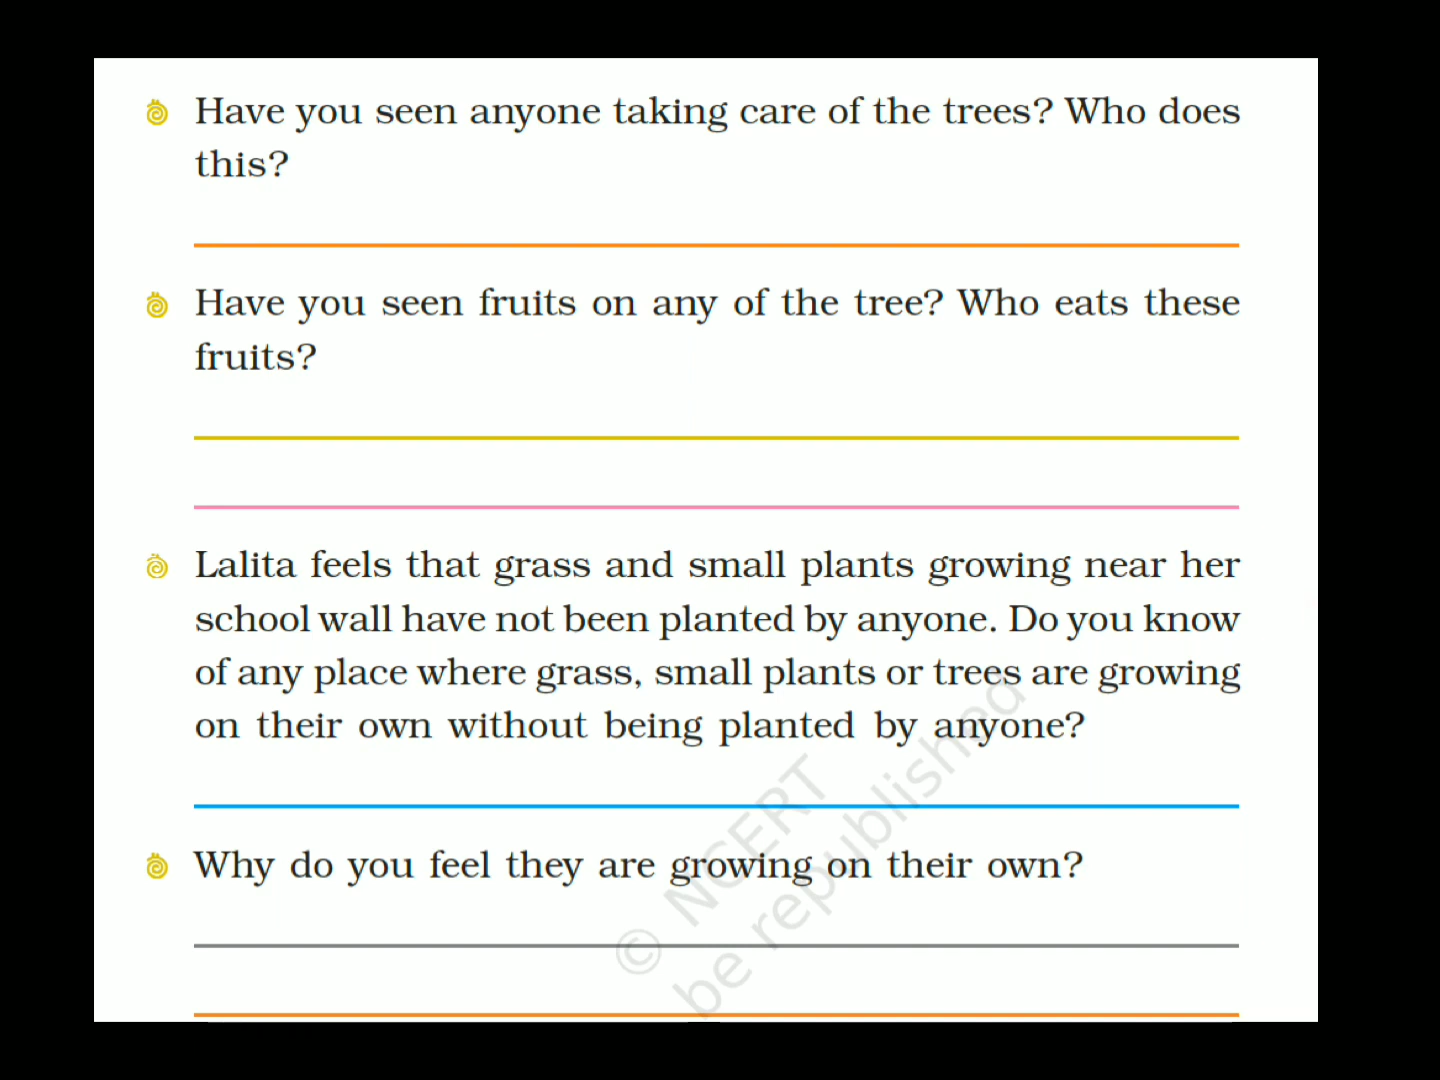 Have you seen anyone taking care of the trees? Who does
this?
Have you seen fruits on any of the tree? Who eats these
fruits?
Lalita feels that grass and small plants growing near her
school wall have not been planted by anyone. Do you know
of any place where grass, small plants or trees are growing
on their own without being planted by anyone?
Why do you feel they are growing on their own?
© NCERT
be republished